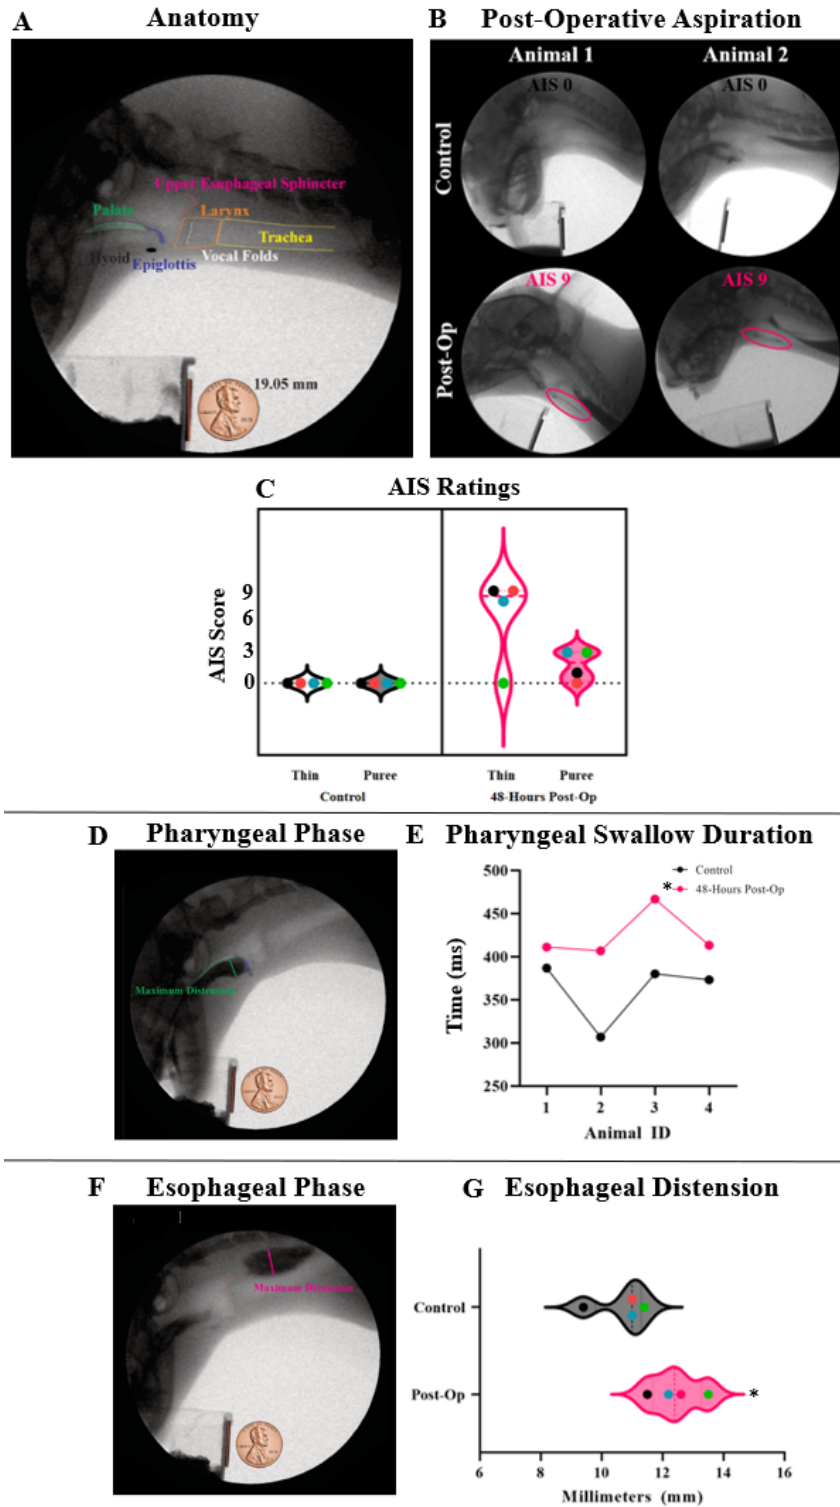 A
Anatomy
Upper Esophageal Sphincter
Palate
Larynx
Trachea
Hyoid
Epiglottis
Vocal Folds
19.05 mm
B
Post-Operative Aspiration
Animal 1
Animal 2
Control
AIS 0
AIS 0
Post-Op
AIS 9
AIS 9
C
AIS Ratings
AIS Score
9
6
3
0
Thin
Puree
Thin
Puree
Control
48-Hours Post-Op
D
Pharyngeal Phase
Maximum Distension
E
Pharyngeal Swallow Duration
Control
* 48-Hours Post-Op
Time (ms)
500
450
400
350
300
250
1 2 3 4
Animal ID
F
Esophageal Phase
Maximum Distension
G
Esophageal Distension
Control
Post-Op
*
6 8 10 12 14 16
Millimeters (mm)